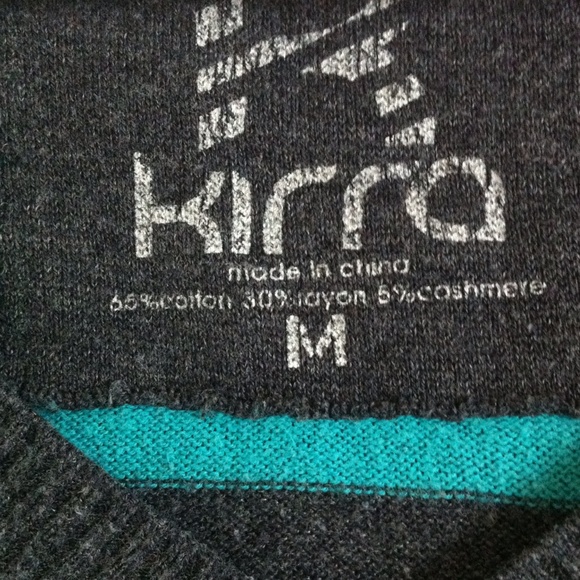 kirra
made in china
65%cotton 30%rayon 5%cashmere
M